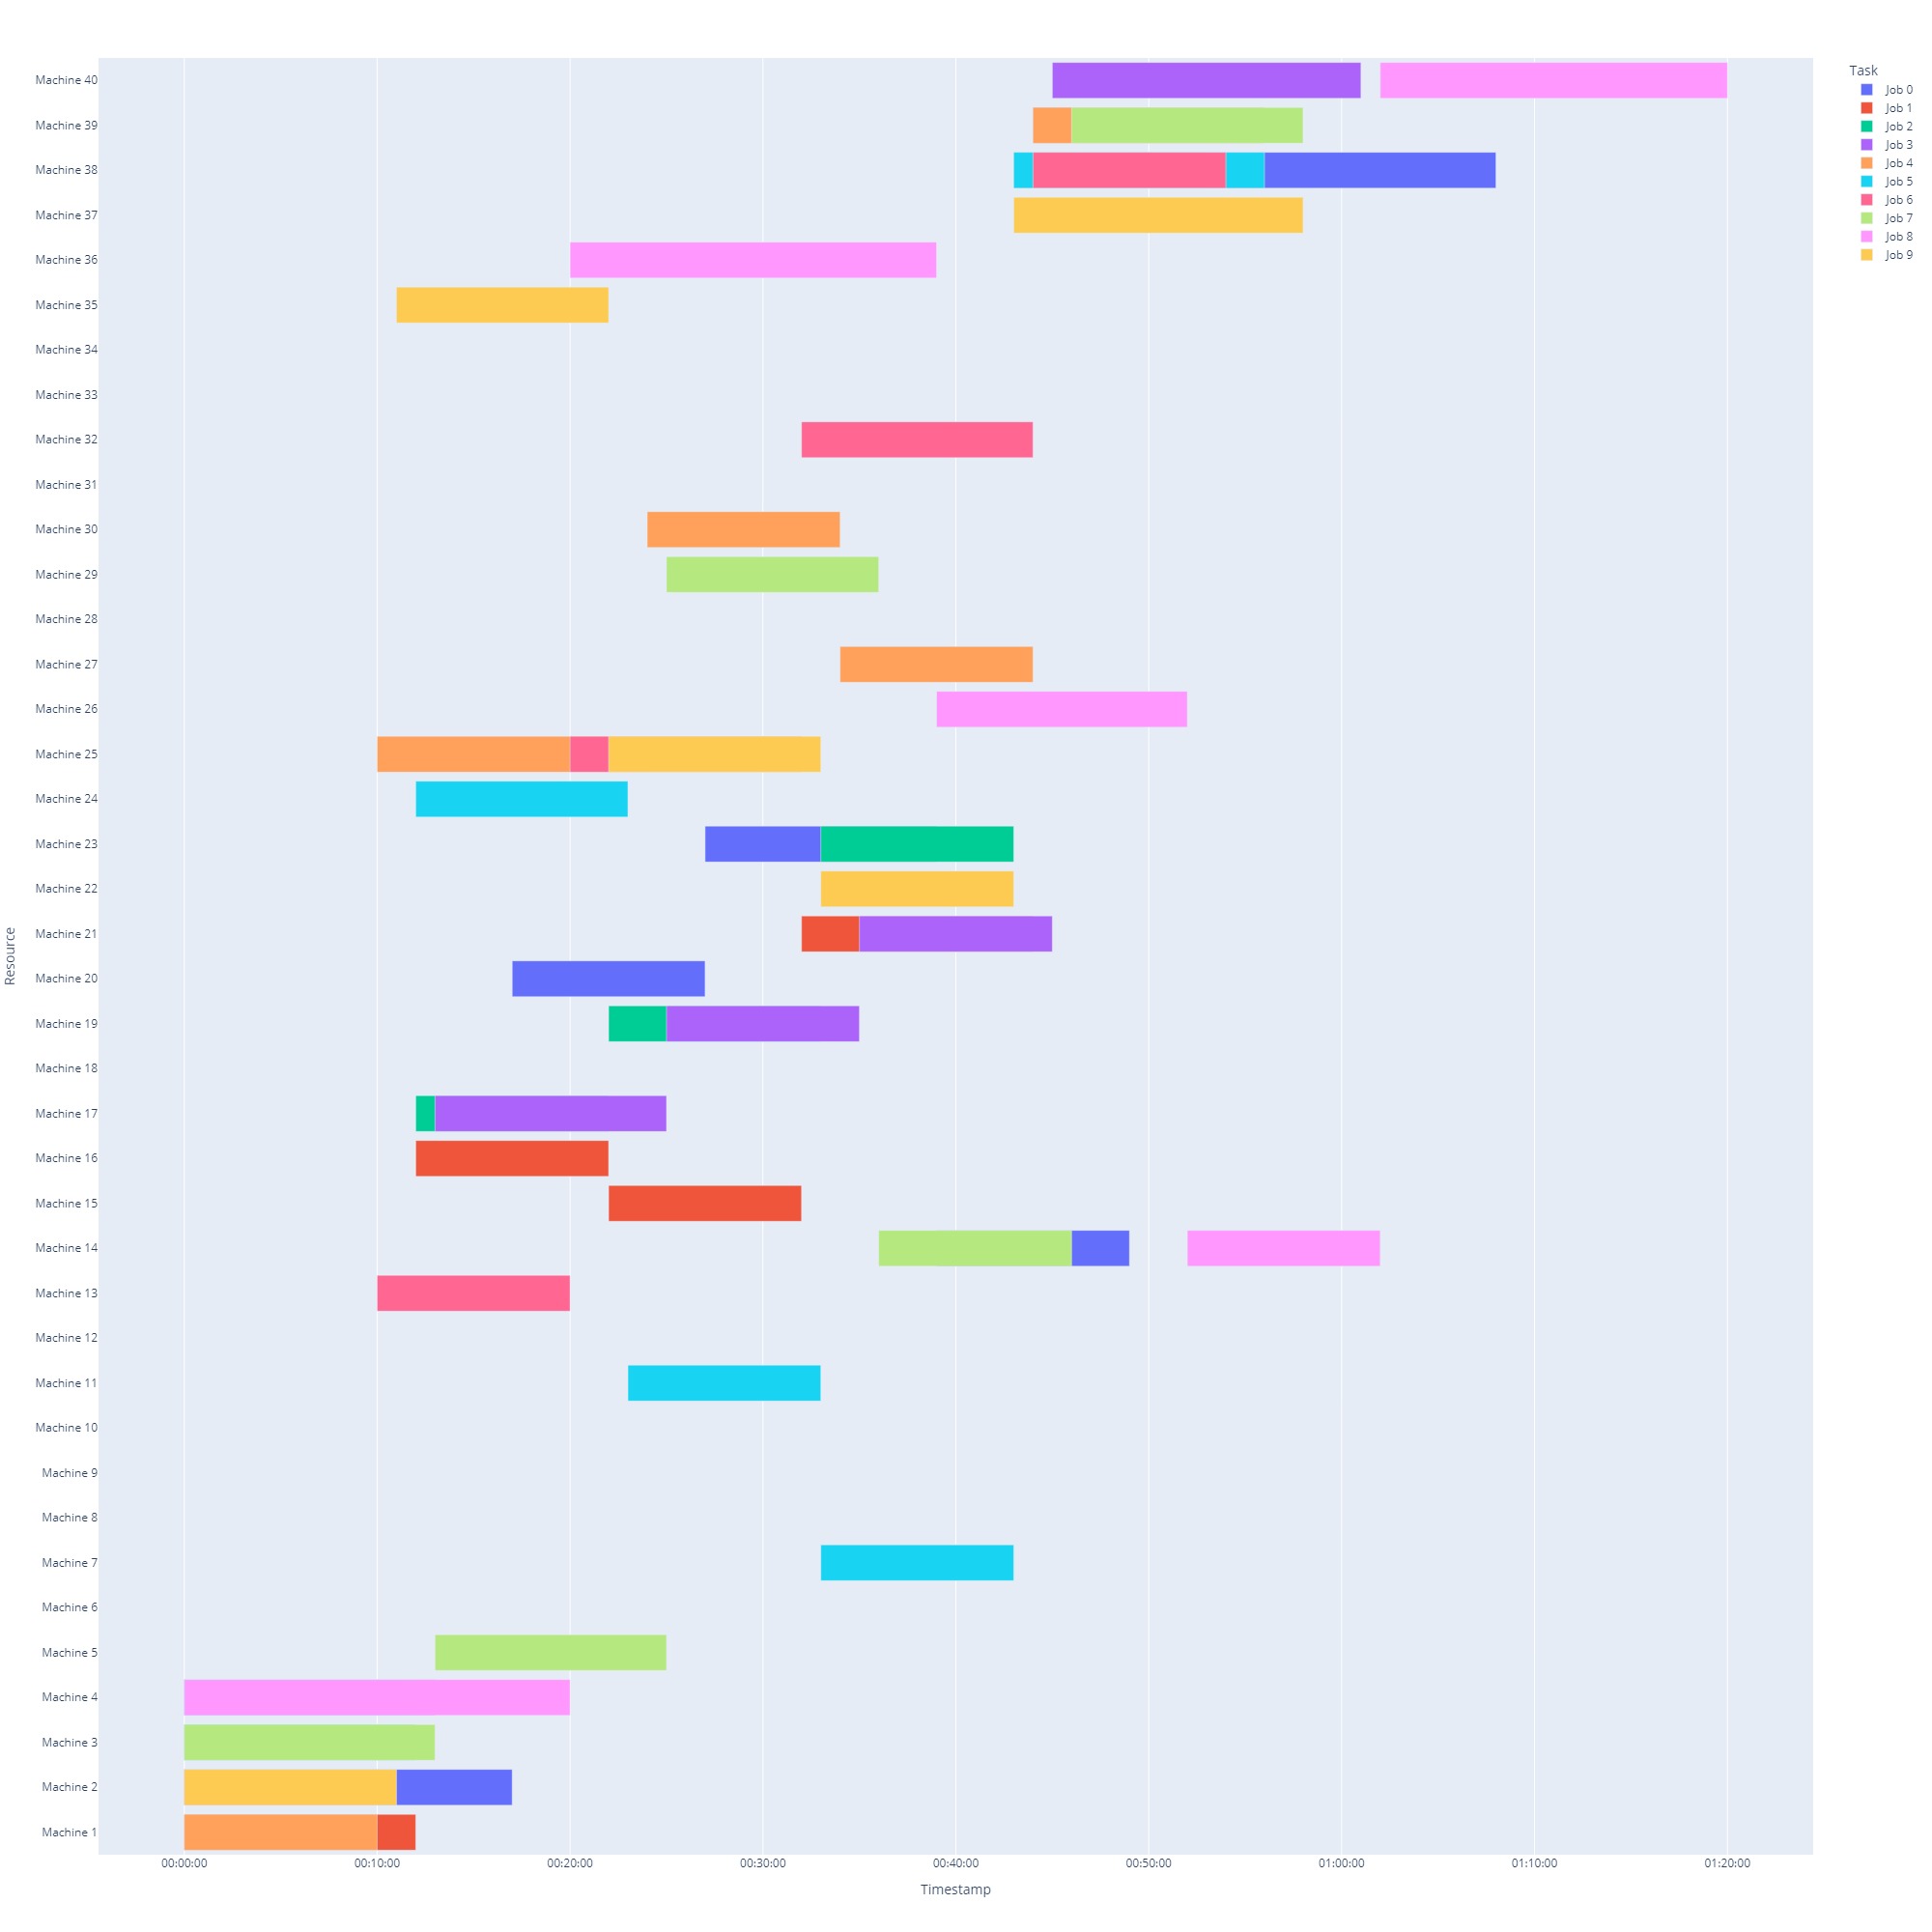 Machine 40
Machine 39
Machine 38
Machine 37
Machine 36
Machine 35
Machine 34
Machine 33
Machine 32
Machine 31
Machine 30
Machine 29
Machine 28
Machine 27
Machine 26
Machine 25
Machine 24
Machine 23
Machine 22
Machine 21
Machine 20
Machine 19
Machine 18
Machine 17
Machine 16
Machine 15
Machine 14
Machine 13
Machine 12
Machine 11
Machine 10
Machine 9
Machine 8
Machine 7
Machine 6
Machine 5
Machine 4
Machine 3
Machine 2
Machine 1
Resource
00:00:00 00:10:00 00:20:00 00:30:00 00:40:00 00:50:00 01:00:00 01:10:00 01:20:00
Timestamp
Task
Job 0
Job 1
Job 2
Job 3
Job 4
Job 5
Job 6
Job 7
Job 8
Job 9